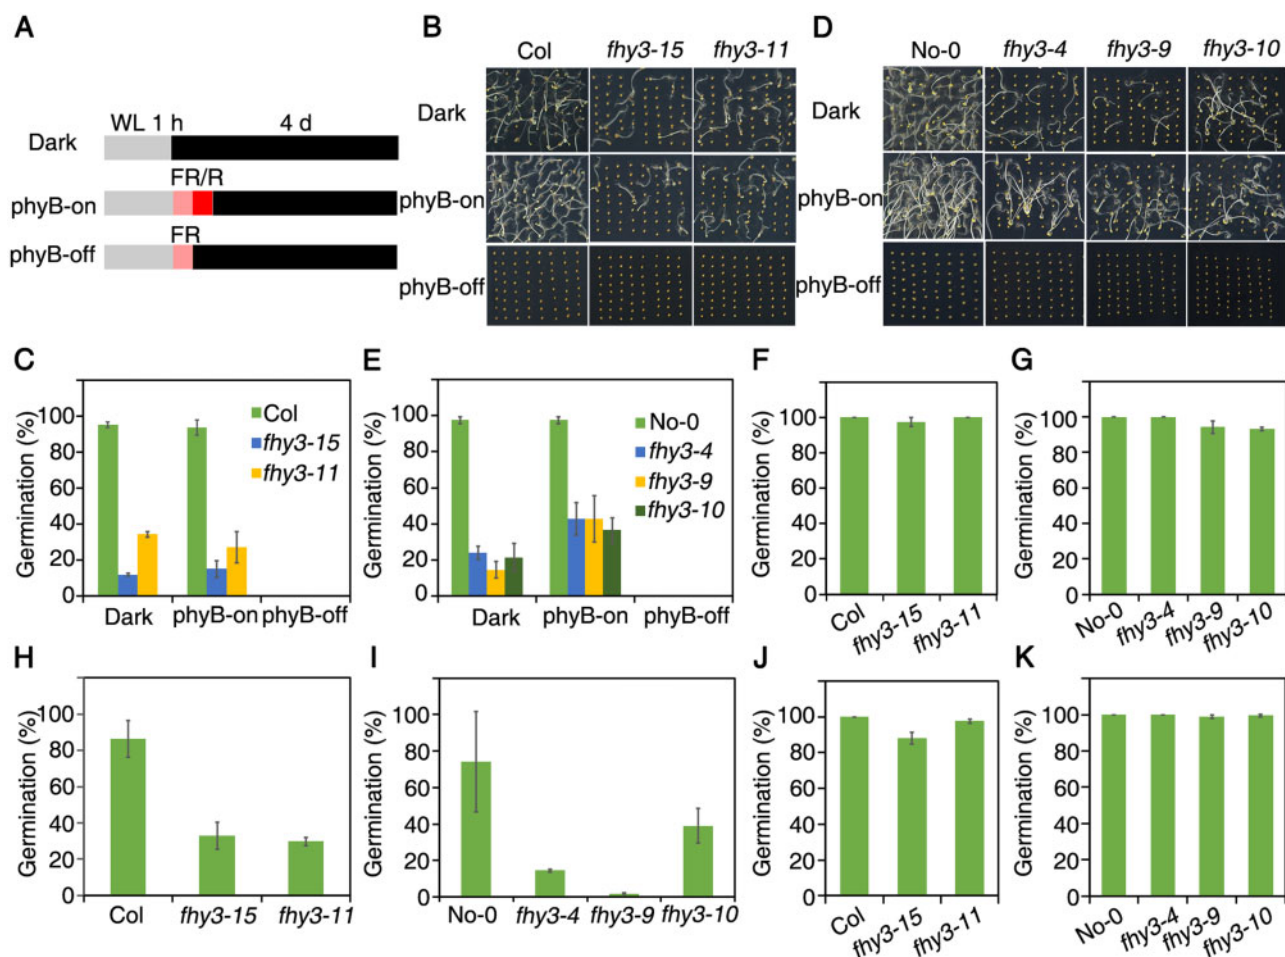 A
WL 1 h 4 d
Dark
FR/R
phyB-on
FR
phyB-off
B
Col fhy3-15 fhy3-11
Dark
phyB-on
phyB-off
D
No-0 fhy3-4 fhy3-9 fhy3-10
Dark
phyB-on
phyB-off
C
Germination (%)
100
80
60
40
20
0
Col
fhy3-15
fhy3-11
Dark phyB-on phyB-off
E
Germination (%)
100
80
60
40
20
0
No-0
fhy3-4
fhy3-9
fhy3-10
Dark phyB-on phyB-off
F
Germination (%)
100
80
60
40
20
0
Col fhy3-15 fhy3-11
G
Germination (%)
100
80
60
40
20
0
No-0 fhy3-4 fhy3-9 fhy3-10
H
Germination (%)
100
80
60
40
20
0
Col fhy3-15 fhy3-11
I
Germination (%)
100
80
60
40
20
0
No-0 fhy3-4 fhy3-9 fhy3-10
J
Germination (%)
100
80
60
40
20
0
Col fhy3-15 fhy3-11
K
Germination (%)
100
80
60
40
20
0
No-0 fhy3-4 fhy3-9 fhy3-10